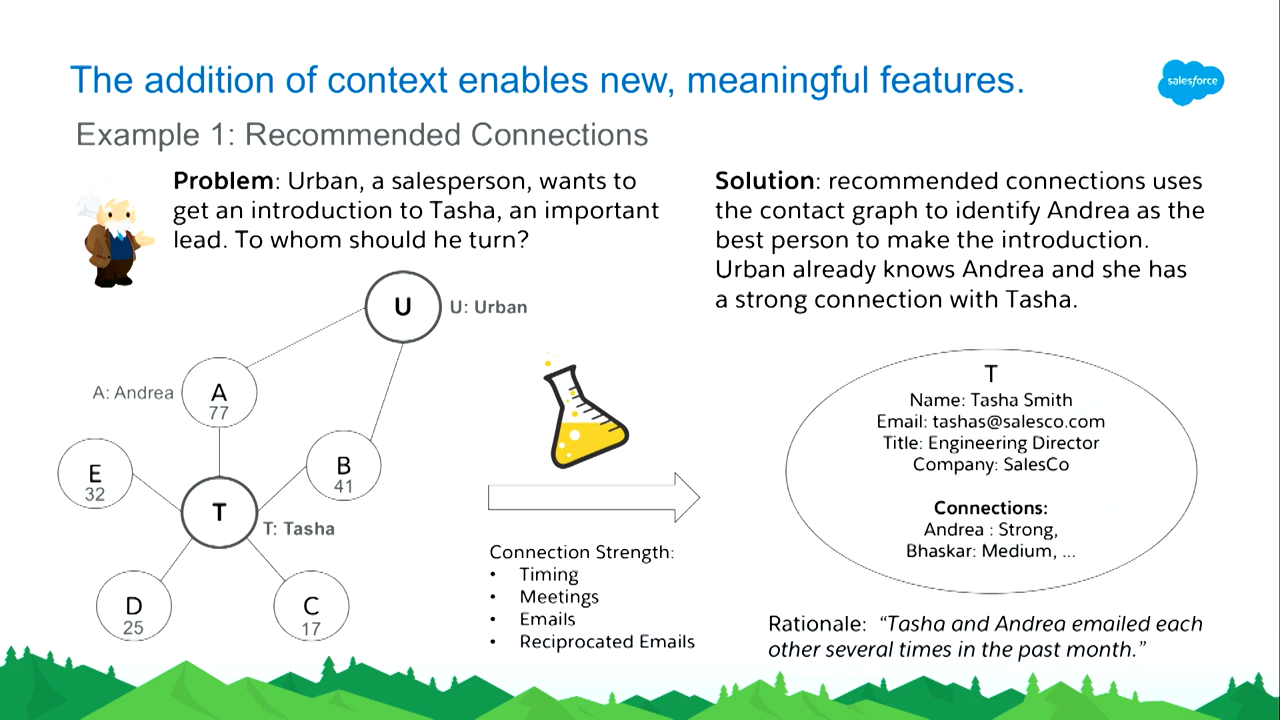 The addition of context enables new, meaningful features.
salesforce
Example 1: Recommended Connections
Problem: Urban, a salesperson, wants to
get an introduction to Tasha, an important
lead. To whom should he turn?
Solution: recommended connections uses
the contact graph to identify Andrea as the
best person to make the introduction.
Urban already knows Andrea and she has
a strong connection with Tasha.
U
U: Urban
A: Andrea
A
77
E
32
B
41
T
T: Tasha
D
25
C
17
Connection Strength:
• Timing
• Meetings
• Emails
• Reciprocated Emails
T
Name: Tasha Smith
Email: tashas@salesco.com
Title: Engineering Director
Company: SalesCo
Connections:
Andrea : Strong,
Bhaskar: Medium, ...
Rationale: “Tasha and Andrea emailed each
other several times in the past month.”